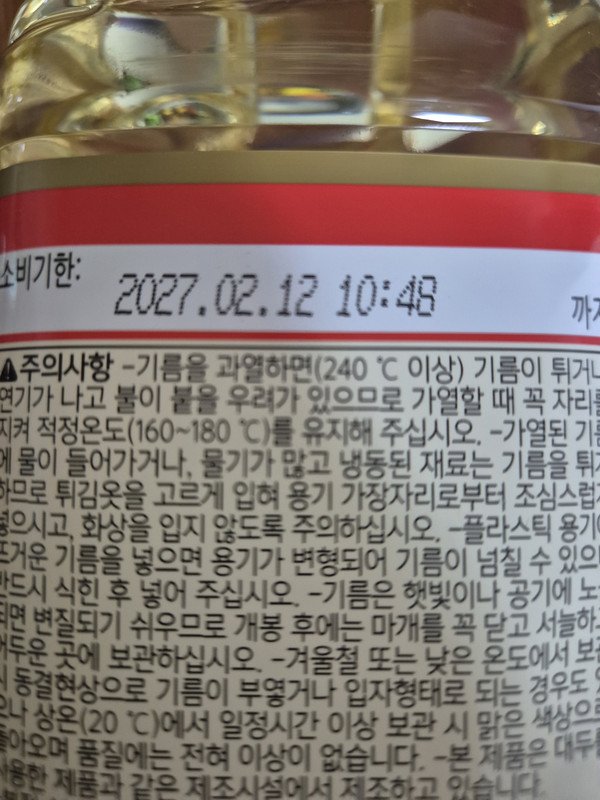 소비기한:
2027.02.12 10:48
까지
⚠주의사항 -기름을 과열하면(240 ℃ 이상) 기름이 튀거나
연기가 나고 불이 붙을 우려가 있으므로 가열할 때 꼭 자리를
지켜 적정온도(160~180 ℃)를 유지해 주십시오. -가열된 기름
에 물이 들어가거나, 물기가 많고 냉동된 재료는 기름을 튀게
하므로 튀김옷을 고르게 입혀 용기 가장자리로부터 조심스럽게
넣으시고, 화상을 입지 않도록 주의하십시오. -플라스틱 용기에
뜨거운 기름을 넣으면 용기가 변형되어 기름이 넘칠 수 있으니
반드시 식힌 후 넣어 주십시오. -기름은 햇빛이나 공기에 노출
되면 변질되기 쉬우므로 개봉 후에는 마개를 꼭 닫고 서늘하고
어두운 곳에 보관하십시오. -겨울철 또는 낮은 온도에서 보관
시 동결현상으로 기름이 부옇거나 입자형태로 되는 경우도
으나 상온(20 ℃)에서 일정시간 이상 보관 시 맑은 색상으로
돌아오며 품질에는 전혀 이상이 없습니다. -본 제품은 대두를
사용한 제품과 같은 제조시설에서 제조하고 있습니다.